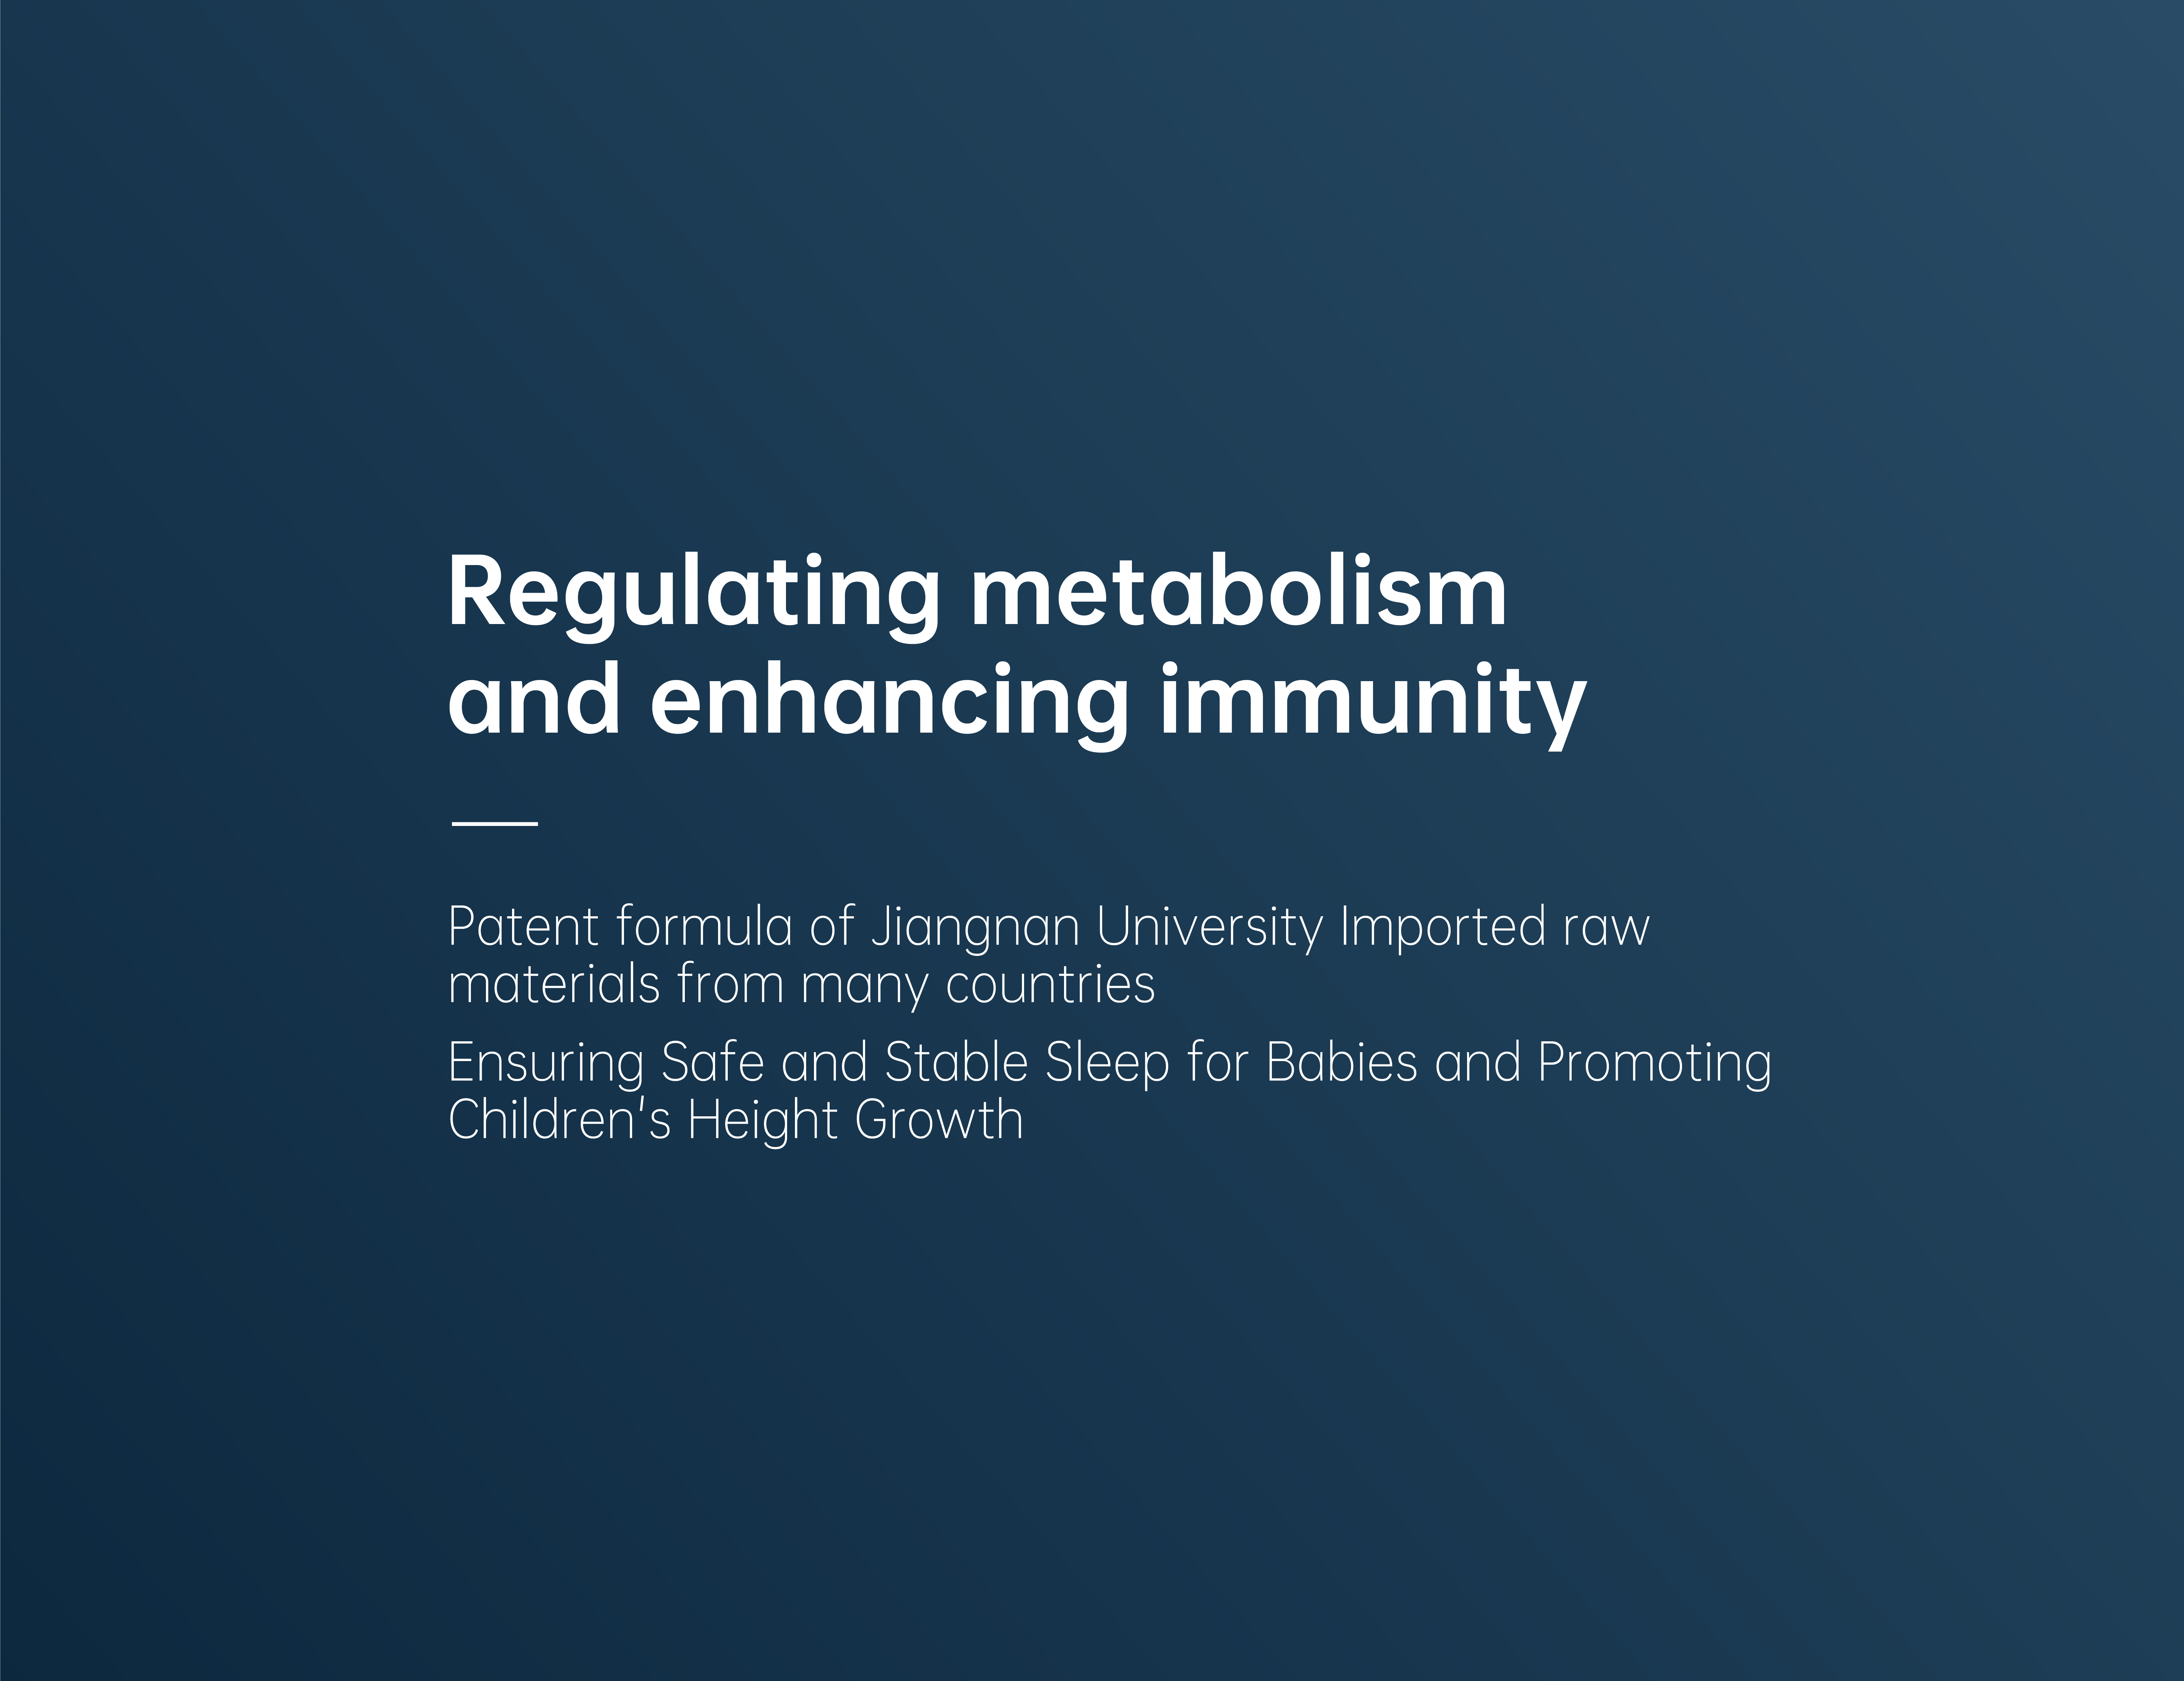 Regulating metabolism
and enhancing immunity
Patent formula of Jiangnan University Imported raw
materials from many countries
Ensuring Safe and Stable Sleep for Babies and Promoting
Children's Height Growth